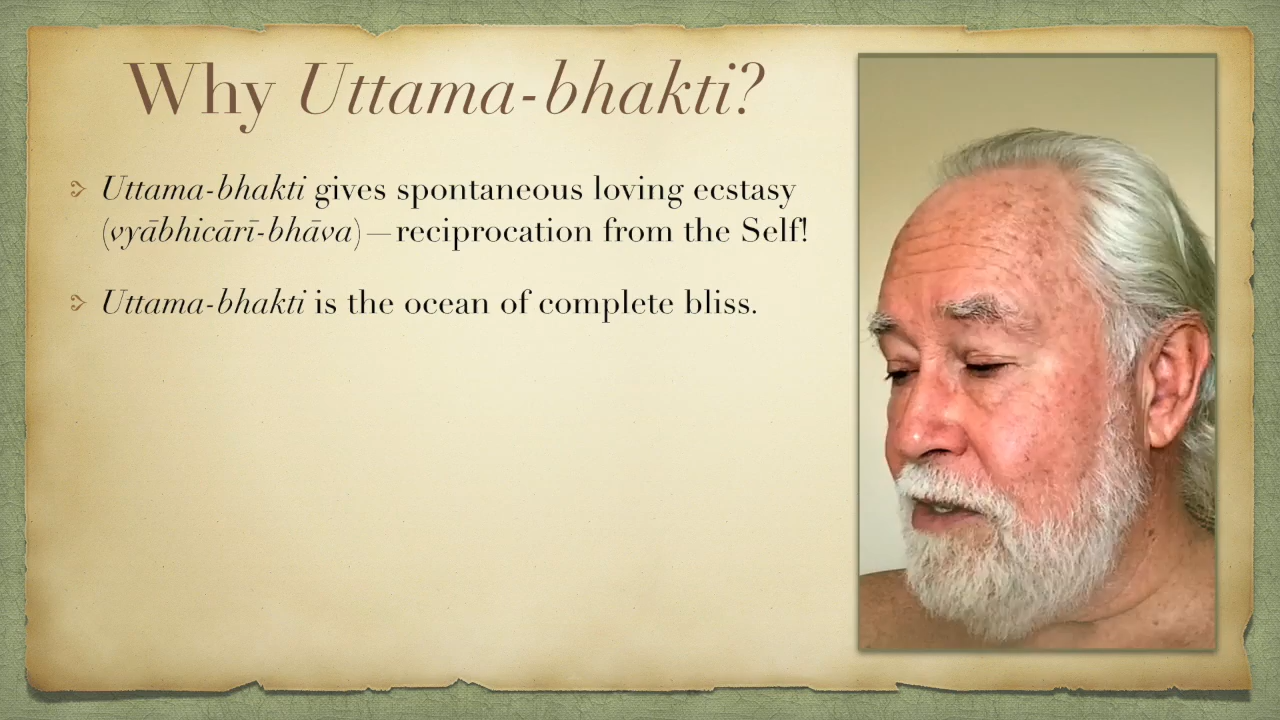 Why Uttama-bhakti?
Uttama-bhakti gives spontaneous loving ecstasy
(vyābhicārī-bhāva)—reciprocation from the Self!
Uttama-bhakti is the ocean of complete bliss.